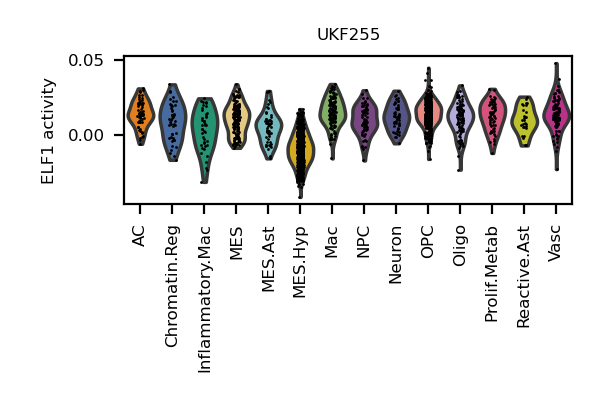 UKF255
0.05
0.00
ELF1 activity
AC
Chromatin.Reg
Inflammatory.Mac
MES
MES.Ast
MES.Hyp
Mac
NPC
Neuron
OPC
Oligo
Prolif.Metab
Reactive.Ast
Vasc